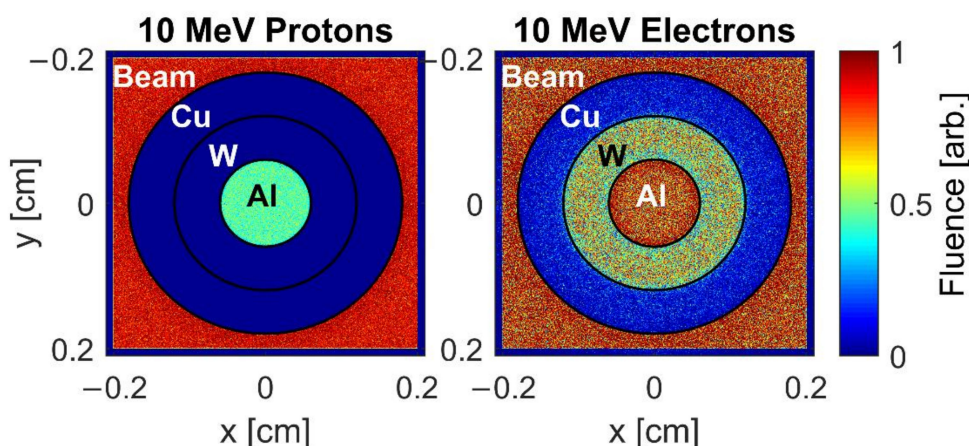 10 MeV Protons
10 MeV Electrons
−0.2
0
0.2
y [cm]
Beam
Cu
W
Al
−0.2
0
0.2
x [cm]
−0.2
0
0.2
Beam
Cu
W
Al
−0.2
0
0.2
x [cm]
1
0.5
0
Fluence [arb.]